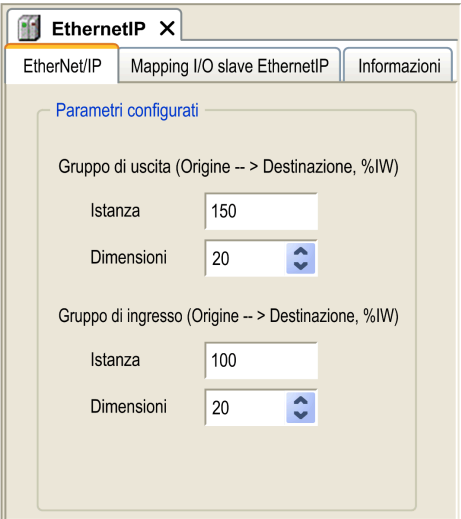 EthernetIP X
EtherNet/IP Mapping I/O slave EthernetIP Informazioni
Parametri configurati
Gruppo di uscita (Origine -- > Destinazione, %IW)
Istanza 150
Dimensioni 20
Gruppo di ingresso (Origine -- > Destinazione, %IW)
Istanza 100
Dimensioni 20